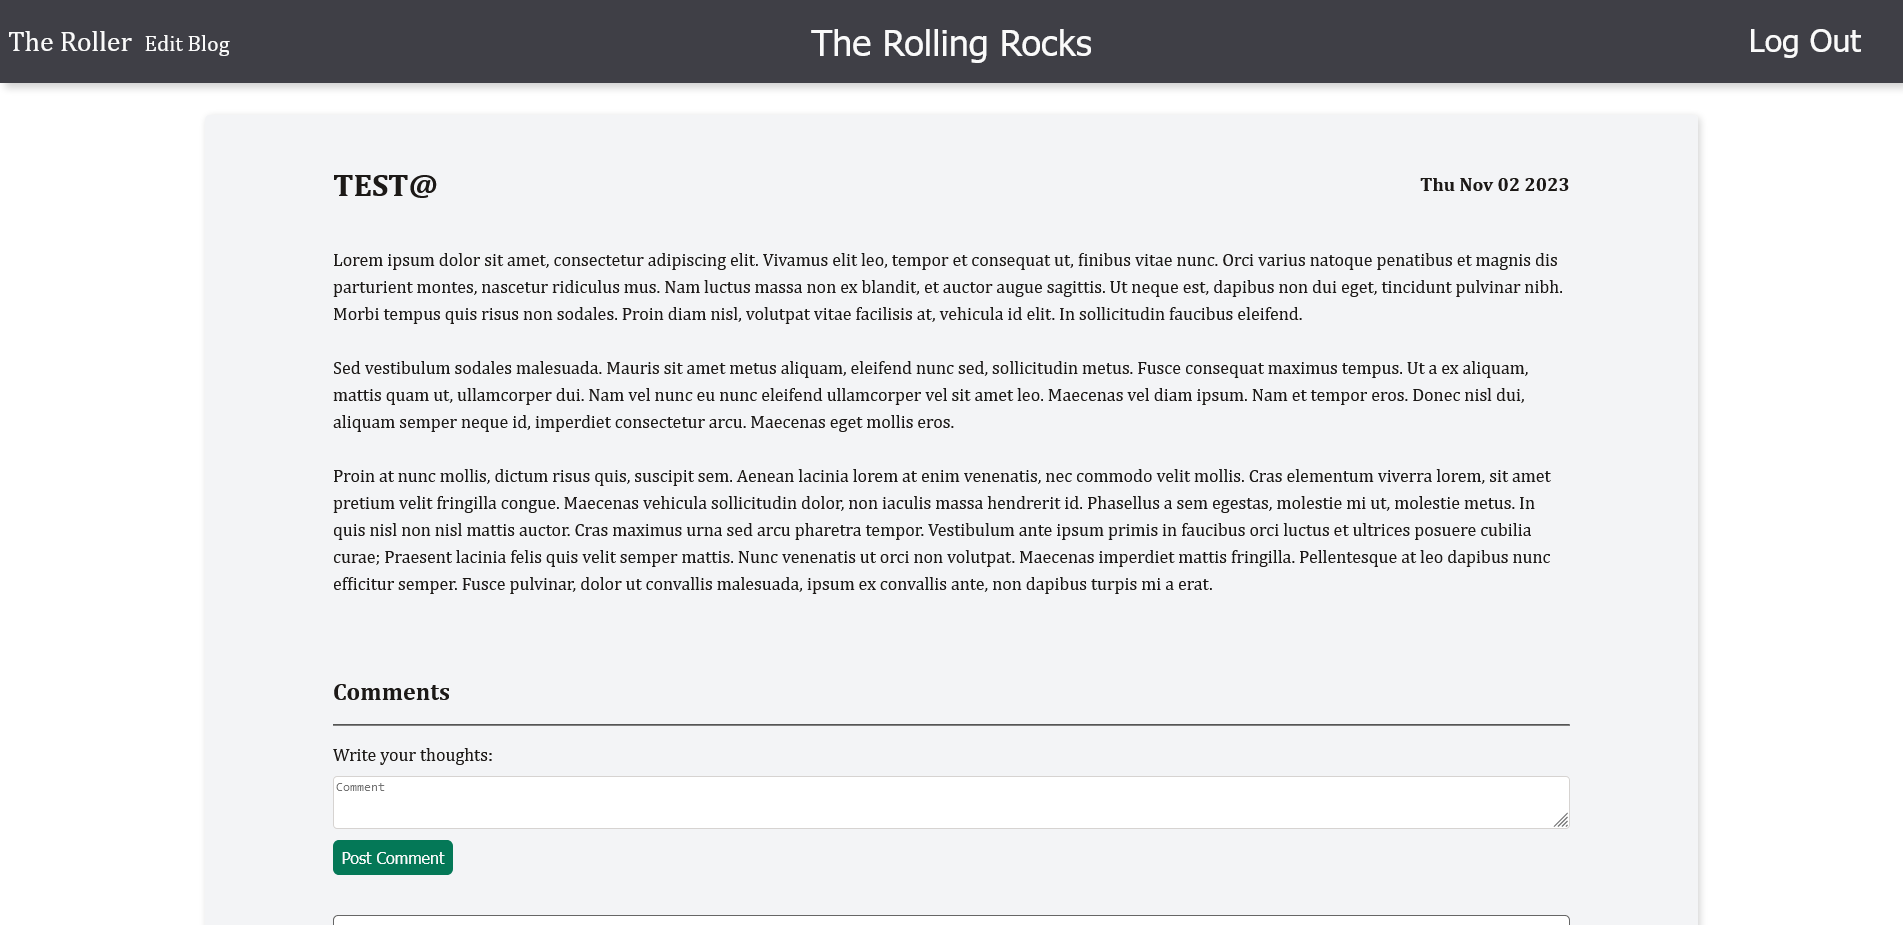 The Roller Edit Blog The Rolling Rocks Log Out
TEST@ Thu Nov 02 2023
Lorem ipsum dolor sit amet, consectetur adipiscing elit. Vivamus elit leo, tempor et consequat ut, finibus vitae nunc. Orci varius natoque penatibus et magnis dis
parturient montes, nascetur ridiculus mus. Nam luctus massa non ex blandit, et auctor augue sagittis. Ut neque est, dapibus non dui eget, tincidunt pulvinar nibh.
Morbi tempus quis risus non sodales. Proin diam nisl, volutpat vitae facilisis at, vehicula id elit. In sollicitudin faucibus eleifend.
Sed vestibulum sodales malesuada. Mauris sit amet metus aliquam, eleifend nunc sed, sollicitudin metus. Fusce consequat maximus tempus. Ut a ex aliquam,
mattis quam ut, ullamcorper dui. Nam vel nunc eu nunc eleifend ullamcorper vel sit amet leo. Maecenas vel diam ipsum. Nam et tempor eros. Donec nisl dui,
aliquam semper neque id, imperdiet consectetur arcu. Maecenas eget mollis eros.
Proin at nunc mollis, dictum risus quis, suscipit sem. Aenean lacinia lorem at enim venenatis, nec commodo velit mollis. Cras elementum viverra lorem, sit amet
pretium velit fringilla congue. Maecenas vehicula sollicitudin dolor, non iaculis massa hendrerit id. Phasellus a sem egestas, molestie mi ut, molestie metus. In
quis nisl non nisl mattis auctor. Cras maximus urna sed arcu pharetra tempor. Vestibulum ante ipsum primis in faucibus orci luctus et ultrices posuere cubilia
curae; Praesent lacinia felis quis velit semper mattis. Nunc venenatis ut orci non volutpat. Maecenas imperdiet mattis fringilla. Pellentesque at leo dapibus nunc
efficitur semper. Fusce pulvinar, dolor ut convallis malesuada, ipsum ex convallis ante, non dapibus turpis mi a erat.
Comments
Write your thoughts:
Comment
Post Comment